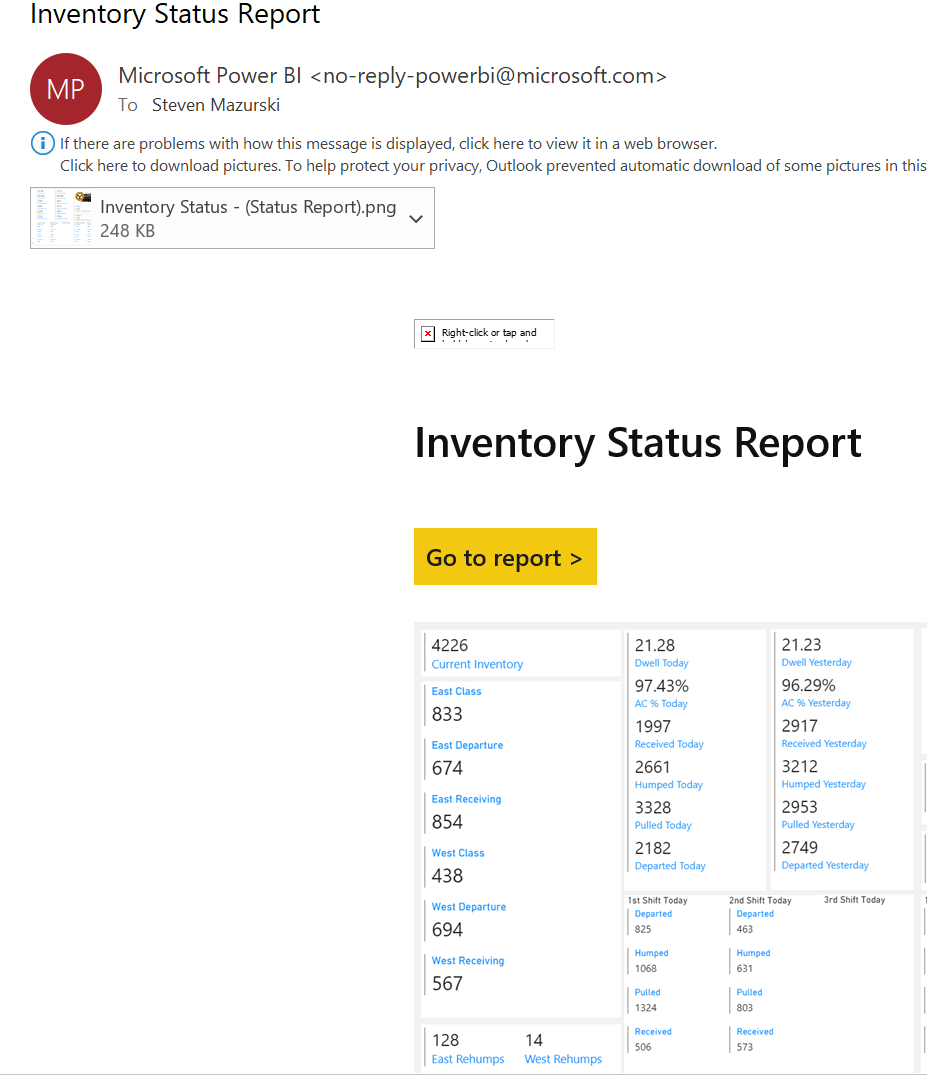 Inventory Status Report
MP
Microsoft Power BI <no-reply-powerbi@microsoft.com>
To Steven Mazurski
If there are problems with how this message is displayed, click here to view it in a web browser.
Click here to download pictures. To help protect your privacy, Outlook prevented automatic download of some pictures in this
Inventory Status - (Status Report).png
248 KB
Right-click or tap and
Inventory Status Report
Go to report >
4226
Current Inventory
East Class
833
East Departure
674
East Receiving
854
West Class
438
West Departure
694
West Receiving
567
128
East Rehumps
14
West Rehumps
21.28
Dwell Today
97.43%
AC % Today
1997
Received Today
2661
Humped Today
3328
Pulled Today
2182
Departed Today
21.23
Dwell Yesterday
96.29%
AC % Yesterday
2917
Received Yesterday
3212
Humped Yesterday
2953
Pulled Yesterday
2749
Departed Yesterday
1st Shift Today
Departed
825
Humped
1068
Pulled
1324
Received
506
2nd Shift Today
Departed
463
Humped
631
Pulled
803
Received
573
3rd Shift Today